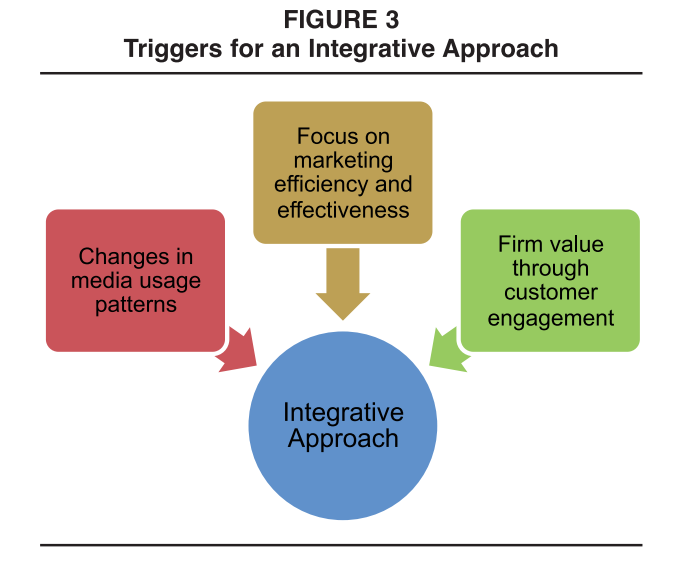 FIGURE 3
Triggers for an Integrative Approach
Focus on
marketing
efficiency and
effectiveness
Changes in
media usage
patterns
Firm value
through
customer
engagement
Integrative
Approach